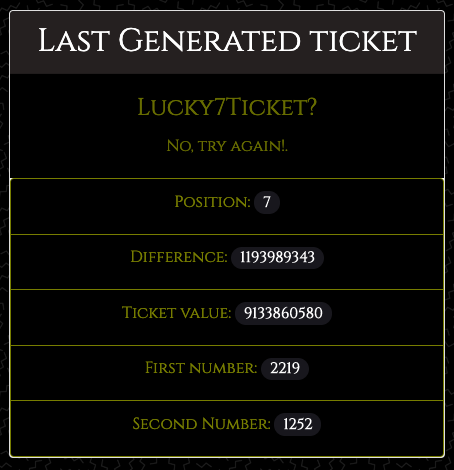 Last Generated ticket
Lucky7Ticket?
No, try again!.
Position: 7
Difference: 1193989343
Ticket value: 9133860580
First number: 2219
Second Number: 1252